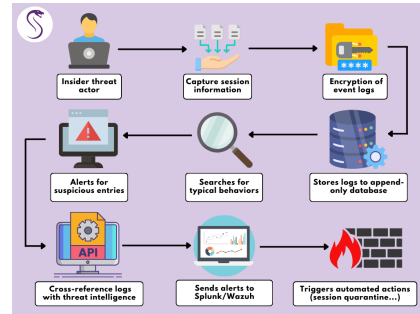 Insider threat
actor
Capture session
information
****
Encryption of
event logs
Alerts for
suspicious entries
Searches for
typical behaviors
Stores logs to append-
only database
API
Cross-reference logs
with threat intelligence
Sends alerts to
Splunk/Wazuh
Triggers automated actions
(session quarantine...)